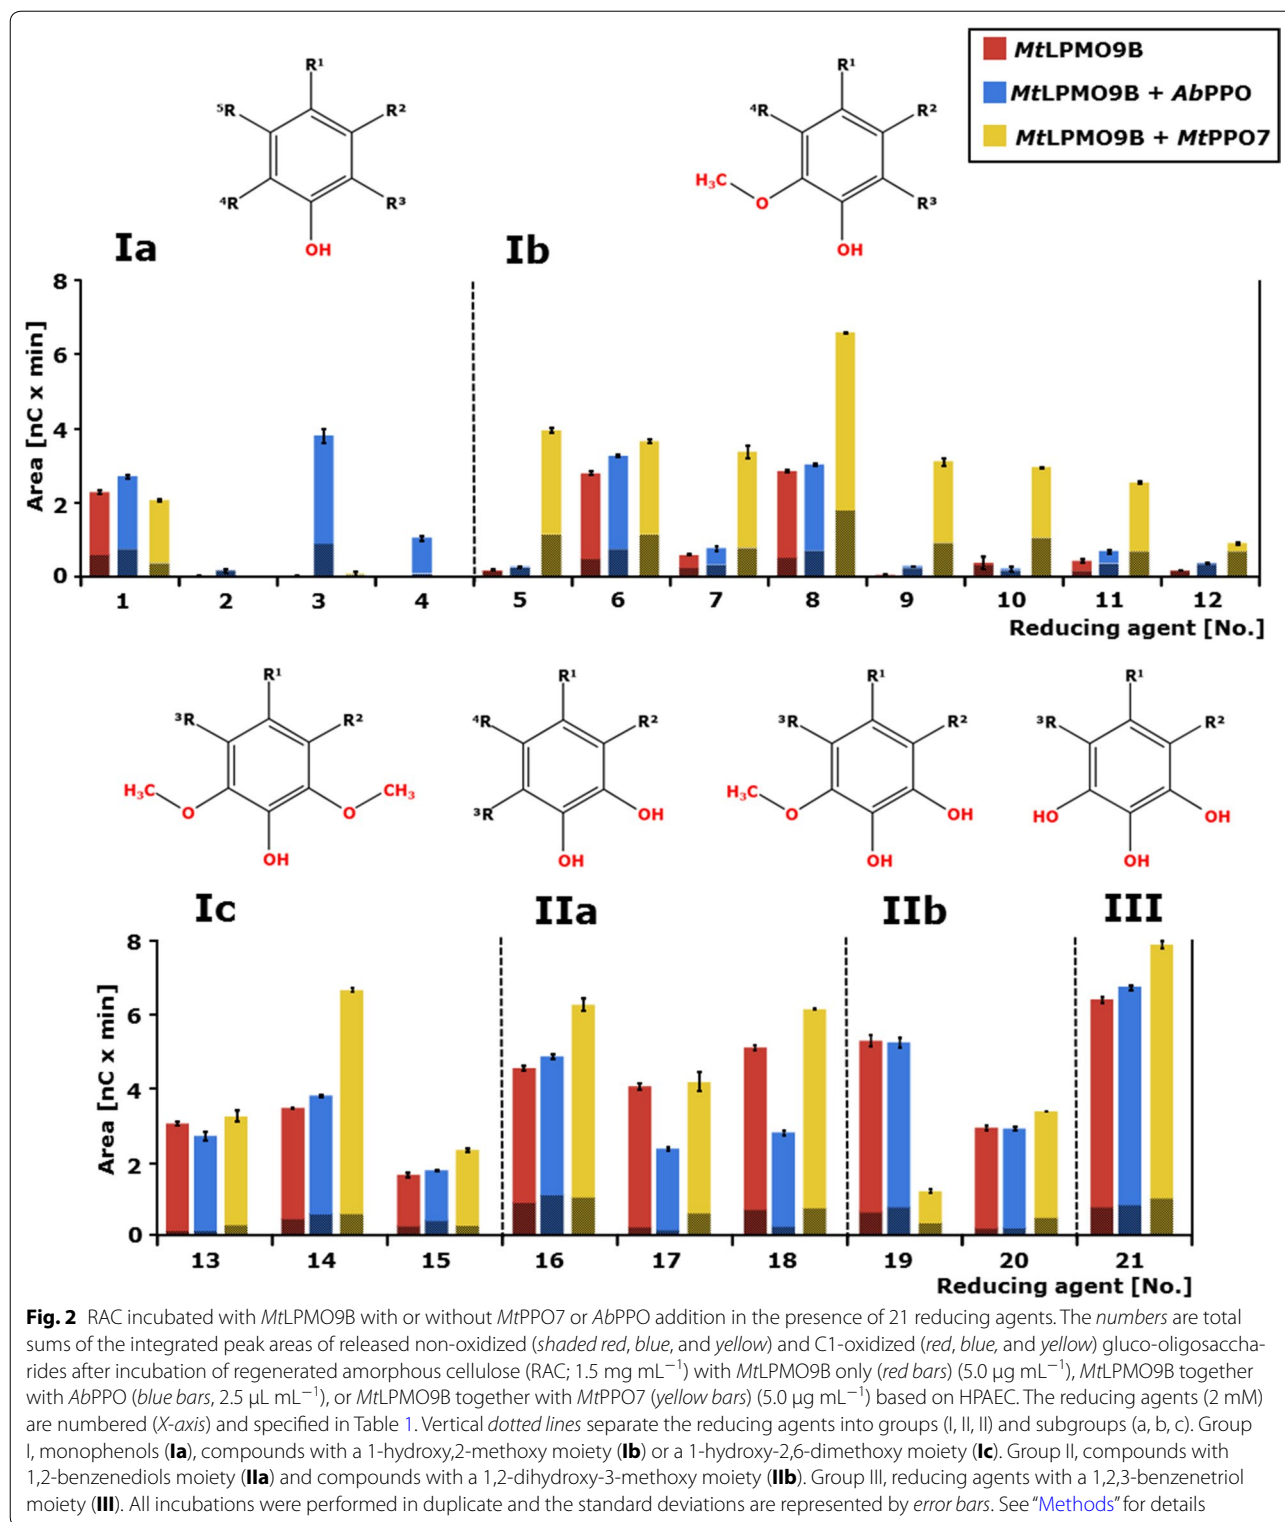 MtLPMO9B
MtLPMO9B + AbPPO
MtLPMO9B + MtPPO7
R¹
⁵R
R²
⁴R
R³
OH
R¹
⁴R
R²
H₃C
O
R³
OH
Ia
Ib
Area [nC x min]
8
6
4
2
0
1 2 3 4 5 6 7 8 9 10 11 12
Reducing agent [No.]
R¹
³R
R²
H₃C
O
O
CH₃
OH
R¹
⁴R
R²
³R
OH
OH
R¹
³R
R²
H₃C
O
OH
OH
R¹
³R
R²
HO
OH
OH
Ic
IIa
IIb
III
Area [nC x min]
8
6
4
2
0
13 14 15 16 17 18 19 20 21
Reducing agent [No.]
Fig. 2 RAC incubated with MtLPMO9B with or without MtPPO7 or AbPPO addition in the presence of 21 reducing agents. The numbers are total
sums of the integrated peak areas of released non-oxidized (shaded red, blue, and yellow) and C1-oxidized (red, blue, and yellow) gluco-oligosaccha-
rides after incubation of regenerated amorphous cellulose (RAC; 1.5 mg mL⁻¹) with MtLPMO9B only (red bars) (5.0 µg mL⁻¹), MtLPMO9B together
with AbPPO (blue bars, 2.5 µL mL⁻¹), or MtLPMO9B together with MtPPO7 (yellow bars) (5.0 µg mL⁻¹) based on HPAEC. The reducing agents (2 mM)
are numbered (X-axis) and specified in Table 1. Vertical dotted lines separate the reducing agents into groups (I, II, II) and subgroups (a, b, c). Group
I, monophenols (Ia), compounds with a 1-hydroxy,2-methoxy moiety (Ib) or a 1-hydroxy-2,6-dimethoxy moiety (Ic). Group II, compounds with
1,2-benzenediols moiety (IIa) and compounds with a 1,2-dihydroxy-3-methoxy moiety (IIb). Group III, reducing agents with a 1,2,3-benzenetriol
moiety (III). All incubations were performed in duplicate and the standard deviations are represented by error bars. See "Methods" for details